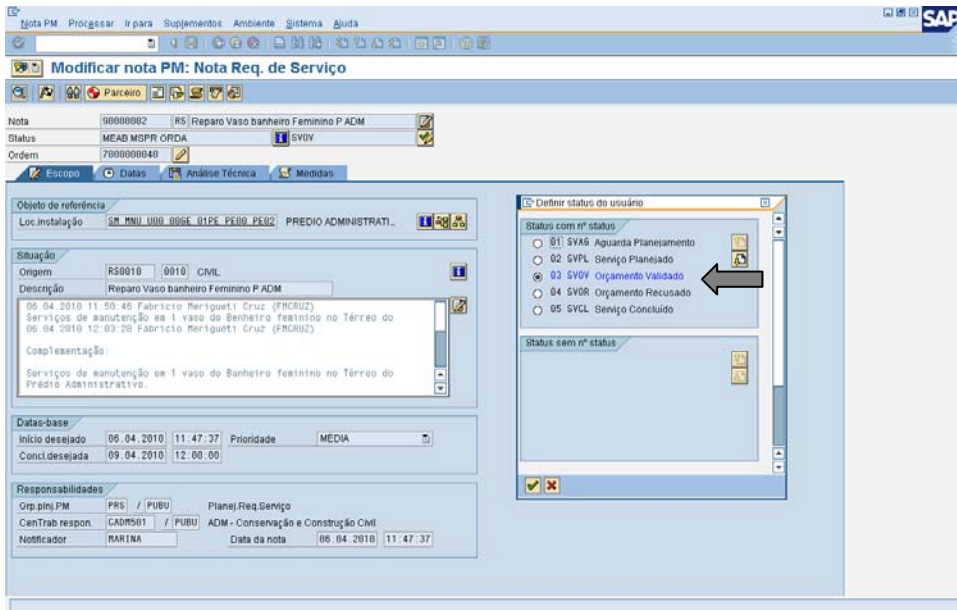 Nota PM Processar Ir para Suplementos Ambiente Sistema Ajuda
SAP
Modificar nota PM: Nota Req. de Serviço
Parceiro
Nota 90000002 RS Reparo Vaso banheiro Feminino P ADM
Status MEAB MSPR ORDA SVOV
Ordem 7000000040
Escopo Datas Análise Técnica Medidas
Objeto de referência
Loc.instalação SM MNU U00 00GE 01PE PE00 PE02 PREDIO ADMINISTRATI...
Situação
Origem RS0010 0010 CIVIL
Descrição Reparo Vaso banheiro Feminino P ADM
06.04.2010 11:50:46 Fabricio Merigueti Cruz (FMCRUZ)
Serviços de manutenção em 1 vaso do Benheiro feminino no Térreo do
06.04.2010 12:03:28 Fabricio Merigueti Cruz (FMCRUZ)
Complementação:
Serviços de manutenção em 1 vaso do Banheiro feminino no Térreo do
Prédio Administrativo.
Datas-base
Início desejado 06.04.2010 11:47:37 Prioridade MÉDIA
Concl.desejada 09.04.2010 12:00:00
Responsabilidades
Grp.plnj.PM PRS / PUBU Planej.Req.Serviço
CenTrab respon. CADM501 / PUBU ADM - Conservação e Construção Civil
Notificador MARINA Data da nota 06.04.2010 11:47:37
Definir status do usuário
Status com nº status
01 SVAG Aguarda Planejamento
02 SVPL Serviço Planejado
03 SVOV Orçamento Validado
04 SVOR Orçamento Recusado
05 SVCL Serviço Concluído
Status sem nº status